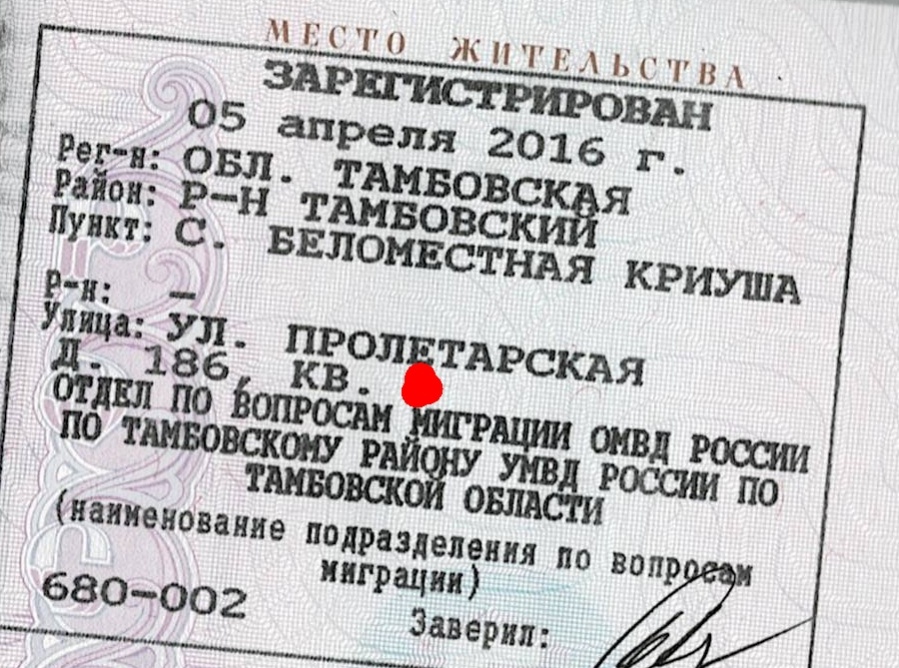 МЕСТО ЖИТЕЛЬСТВА
ЗАРЕГИСТРИРОВАН
05 апреля 2016 г.
Рег-н: ОБЛ. ТАМБОВСКАЯ
Район: Р-Н ТАМБОВСКИЙ
Пункт: С. БЕЛОМЕСТНАЯ КРИУША
Р-н: –
Улица: УЛ. ПРОЛЕТАРСКАЯ
Д. 186, КВ.
ОТДЕЛ ПО ВОПРОСАМ МИГРАЦИИ ОМВД РОССИИ
ПО ТАМБОВСКОМУ РАЙОНУ УМВД РОССИИ ПО
ТАМБОВСКОЙ ОБЛАСТИ
(наименование подразделения по вопросам
миграции)
680-002
Заверил: